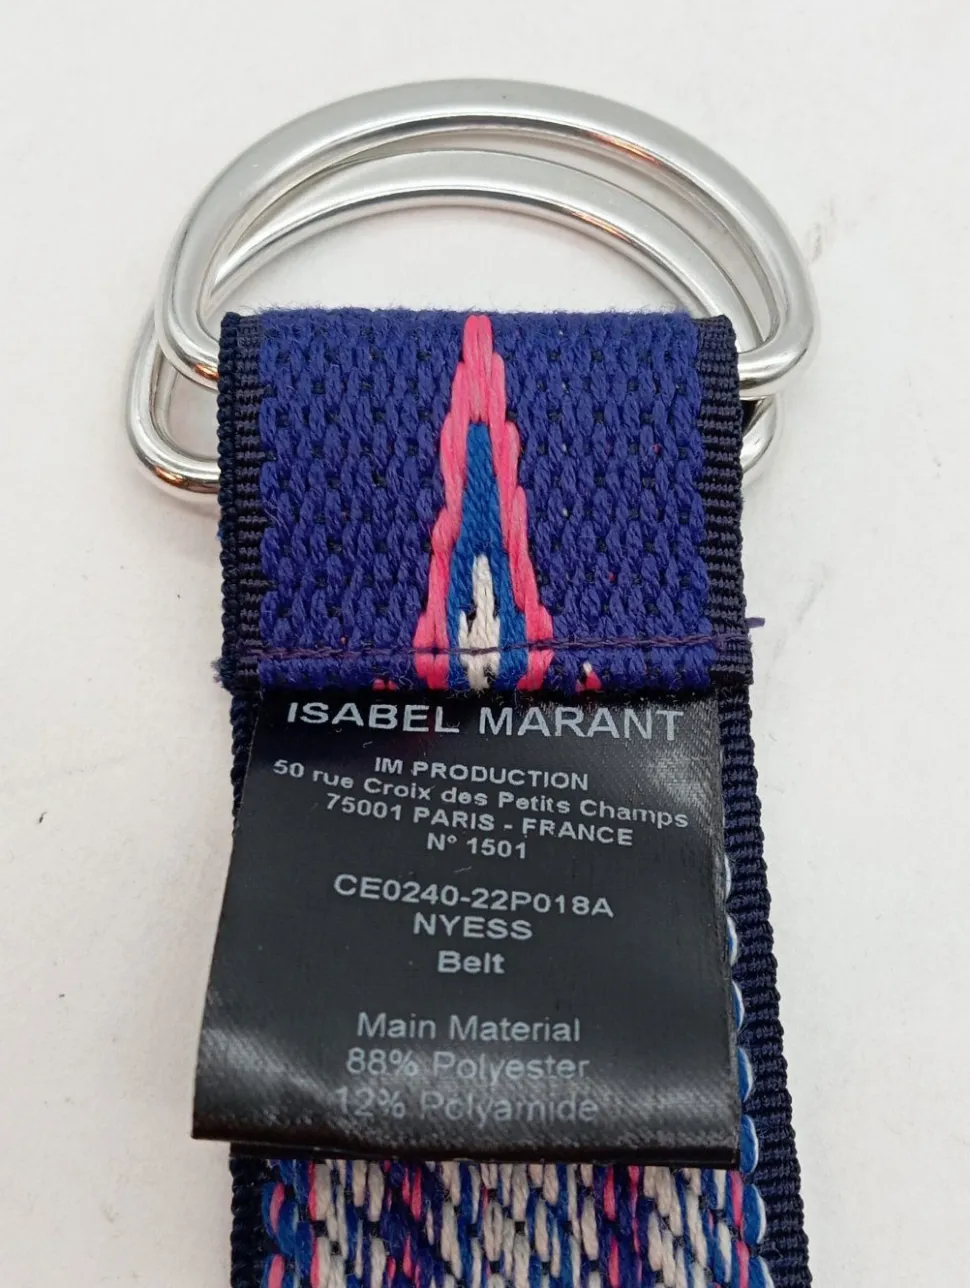 ISABEL MARANT
IM PRODUCTION
50 rue Croix des Petits Champs
75001 PARIS - FRANCE
N° 1501
CE0240-22P018A
NYESS
Belt
Main Material
88% Polyester
12% Polyamide